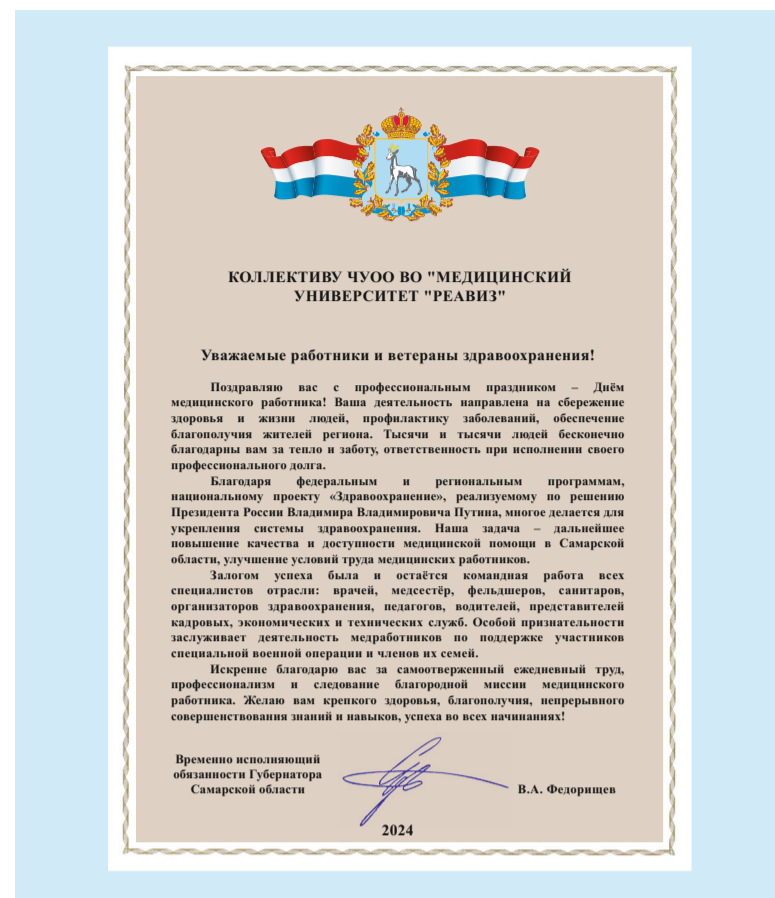 КОЛЛЕКТИВУ ЧУОО ВО "МЕДИЦИНСКИЙ
УНИВЕРСИТЕТ "РЕАВИЗ"
Уважаемые работники и ветераны здравоохранения!
Поздравляю вас с профессиональным праздником – Днём
медицинского работника! Ваша деятельность направлена на сбережение
здоровья и жизни людей, профилактику заболеваний, обеспечение
благополучия жителей региона. Тысячи и тысячи людей бесконечно
благодарны вам за тепло и заботу, ответственность при исполнении своего
профессионального долга.
Благодаря федеральным и региональным программам,
национальному проекту «Здравоохранение», реализуемому по решению
Президента России Владимира Владимировича Путина, многое делается для
укрепления системы здравоохранения. Наша задача – дальнейшее
повышение качества и доступности медицинской помощи в Самарской
области, улучшение условий труда медицинских работников.
Залогом успеха была и остаётся командная работа всех
специалистов отрасли: врачей, медсестёр, фельдшеров, санитаров,
организаторов здравоохранения, педагогов, водителей, представителей
кадровых, экономических и технических служб. Особой признательности
заслуживает деятельность медработников по поддержке участников
специальной военной операции и членов их семей.
Искренне благодарю вас за самоотверженный ежедневный труд,
профессионализм и следование благородной миссии медицинского
работника. Желаю вам крепкого здоровья, благополучия, непрерывного
совершенствования знаний и навыков, успеха во всех начинаниях!
Временно исполняющий
обязанности Губернатора
Самарской области
В.А. Федорищев
2024